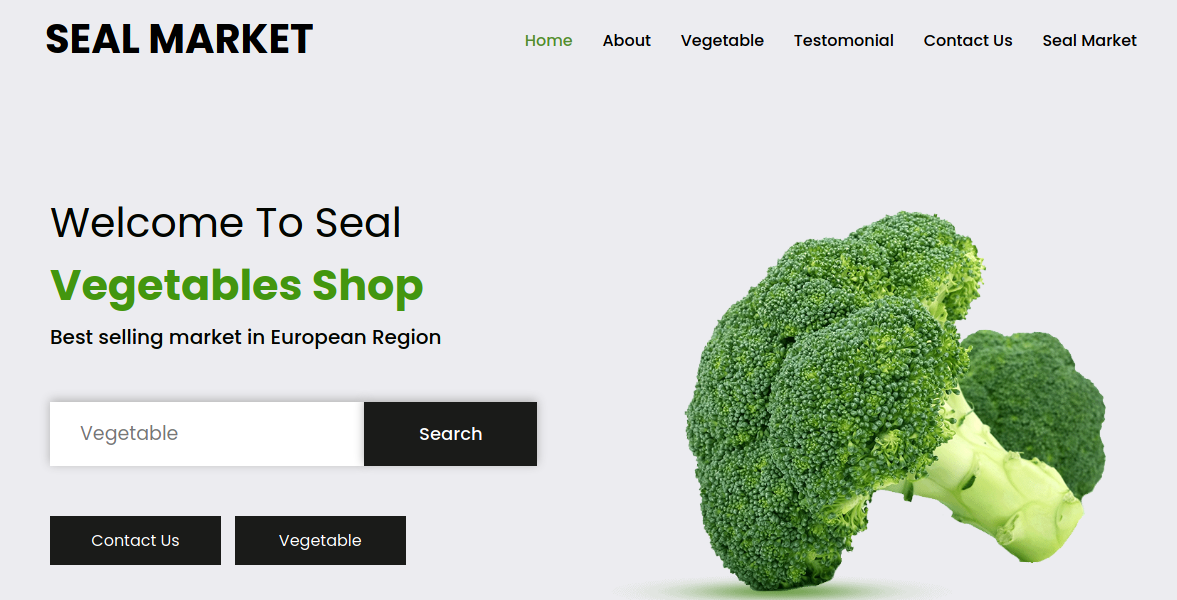 SEAL MARKET
Home About Vegetable Testomonial Contact Us Seal Market
Welcome To Seal
Vegetables Shop
Best selling market in European Region
Vegetable Search
Contact Us Vegetable